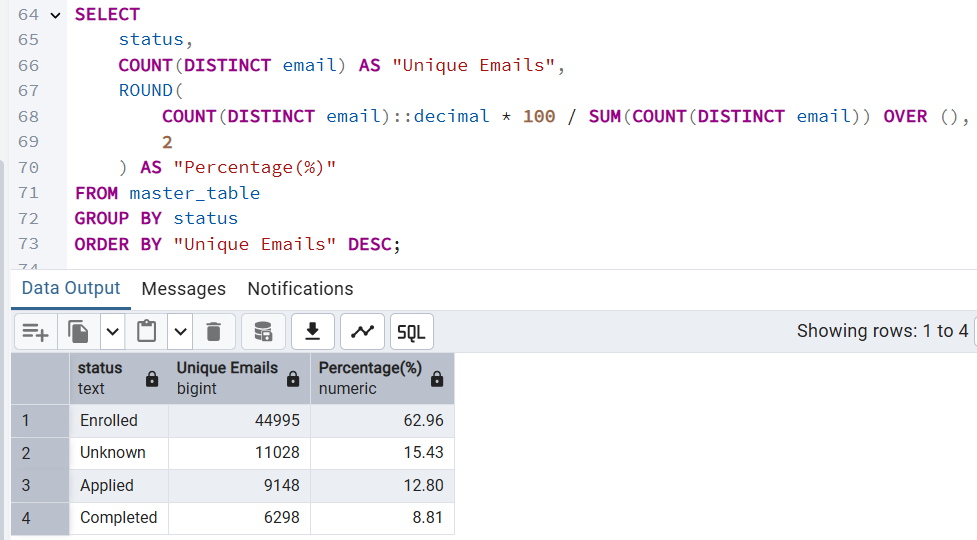 64 SELECT
65 status,
66 COUNT(DISTINCT email) AS "Unique Emails",
67 ROUND(
68 COUNT(DISTINCT email)::decimal * 100 / SUM(COUNT(DISTINCT email)) OVER (),
69 2
70 ) AS "Percentage(%)"
71 FROM master_table
72 GROUP BY status
73 ORDER BY "Unique Emails" DESC;
74
Data Output Messages Notifications
SQL Showing rows: 1 to 4
status Unique Emails Percentage(%)
text bigint numeric
1 Enrolled 44995 62.96
2 Unknown 11028 15.43
3 Applied 9148 12.80
4 Completed 6298 8.81